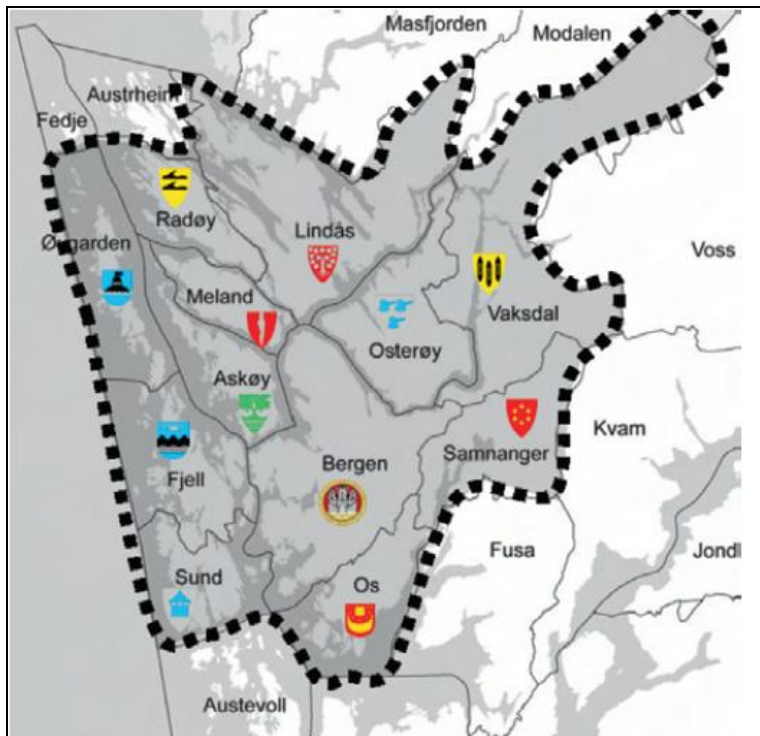 Masfjorden
Modalen
Austrheim
Fedje
Radøy
Lindås
Øygarden
Voss
Meland
Vaksdal
Osterøy
Askøy
Kvam
Bergen
Samnanger
Fjell
Fusa
Jondl
Sund
Os
Austevoll